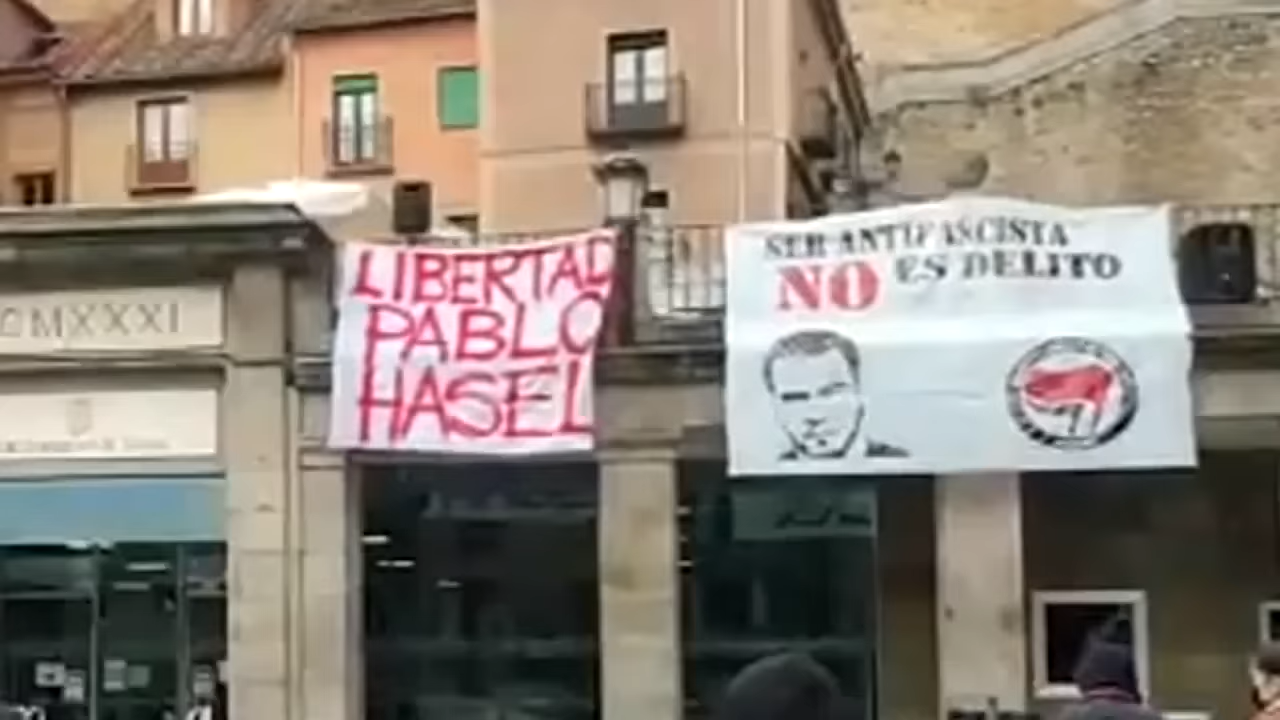 MXXXI
LIBERTAD
PABLO
HASEL
SER ANTIFASCISTA
NO ES DELITO